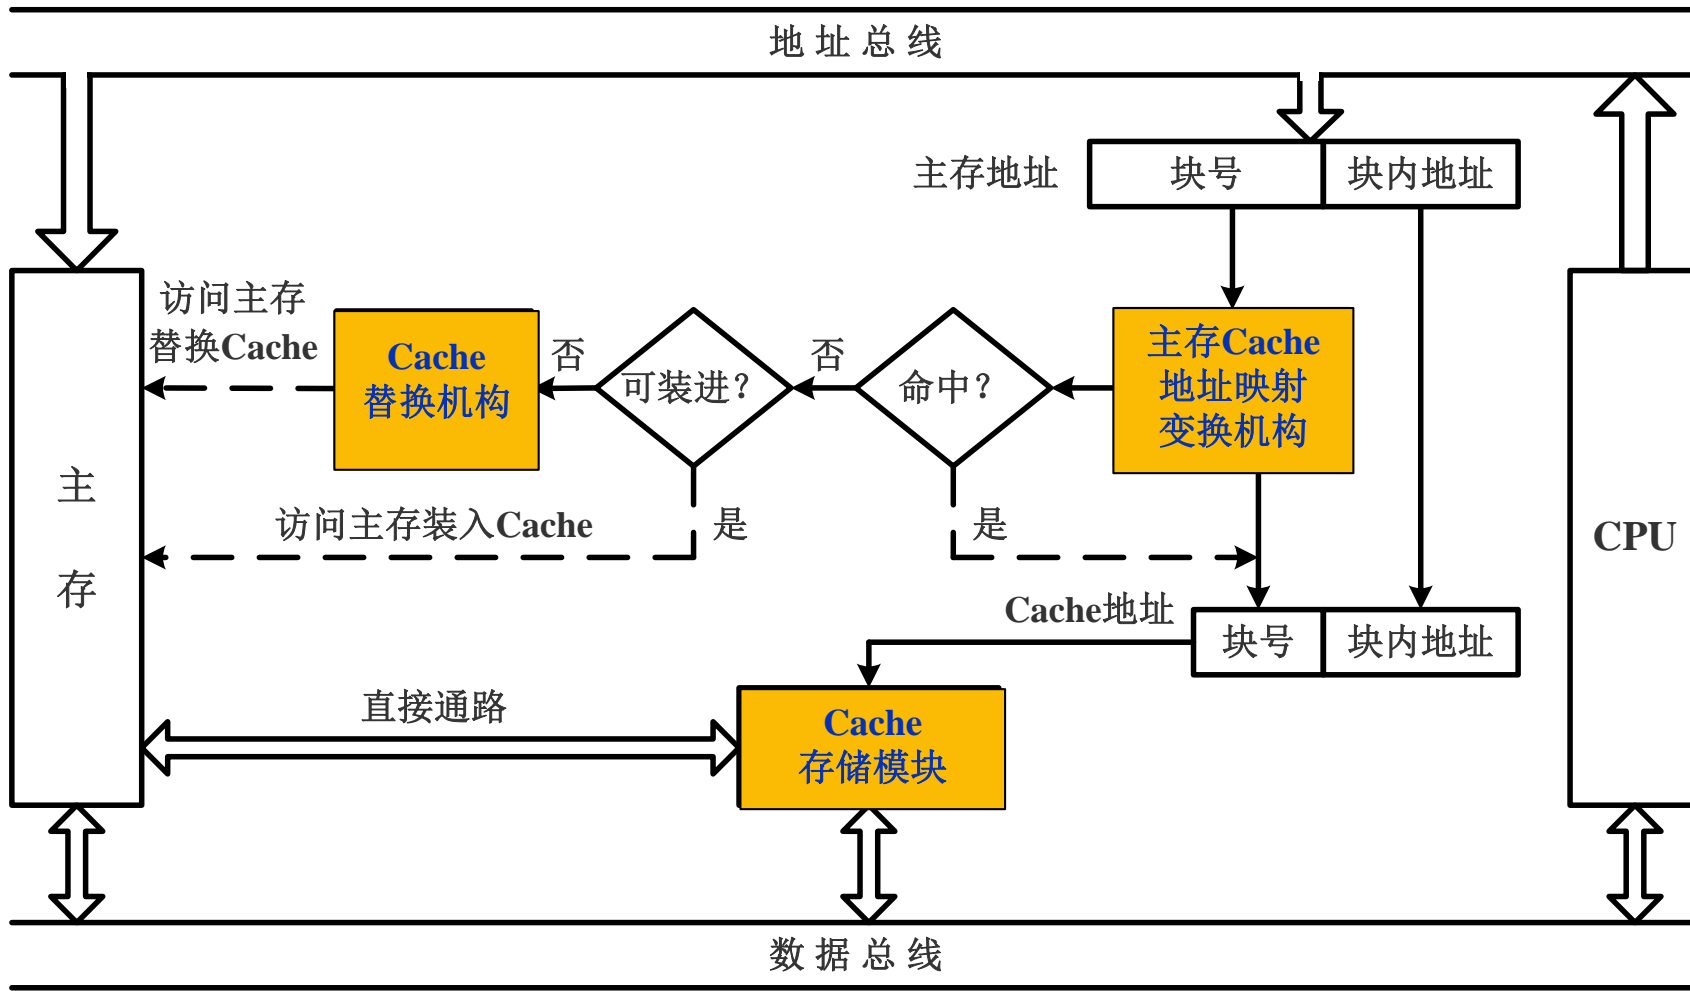 地址总线
主存地址
块号
块内地址
访问主存
替换Cache
Cache
替换机构
否
可装进?
否
命中?
主存Cache
地址映射
变换机构
主
存
访问主存装入Cache
是
是
CPU
Cache地址
块号
块内地址
直接通路
Cache
存储模块
数据总线